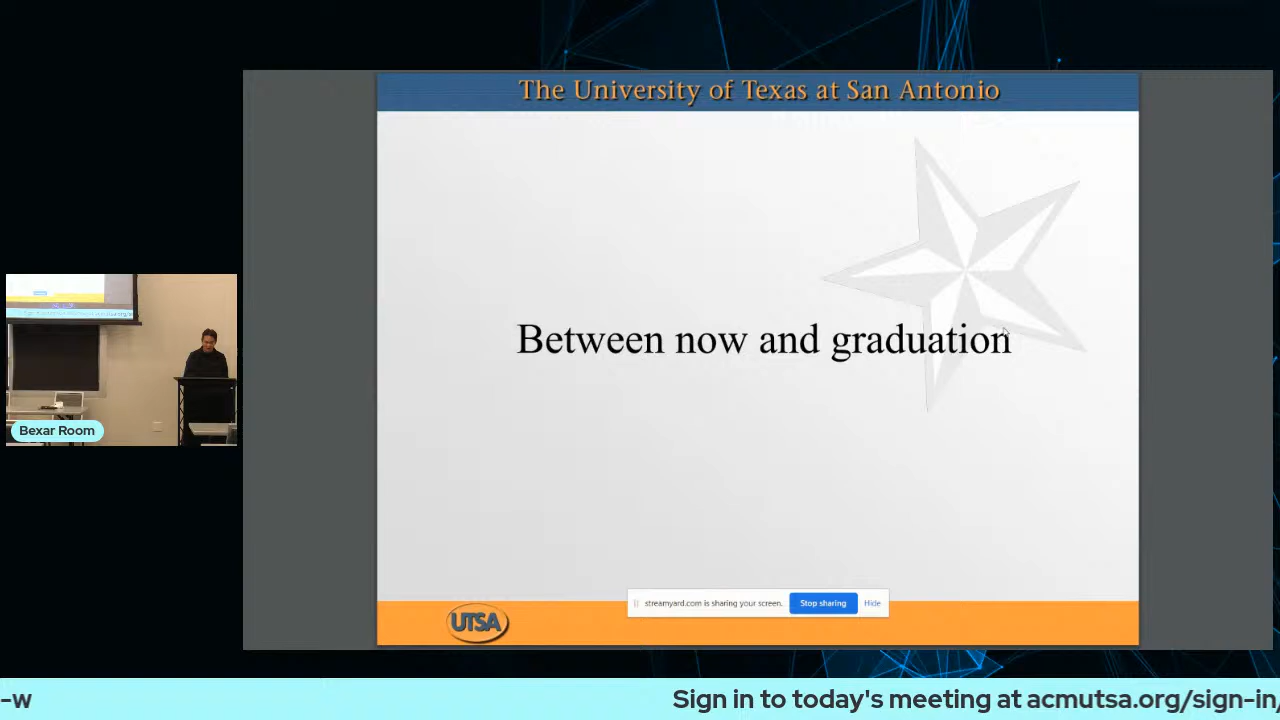 The University of Texas at San Antonio
Between now and graduation
Bexar Room
streamyard.com is sharing your screen.
Stop sharing
Hide
UTSA
-w
Sign in to today's meeting at acmutsa.org/sign-in/